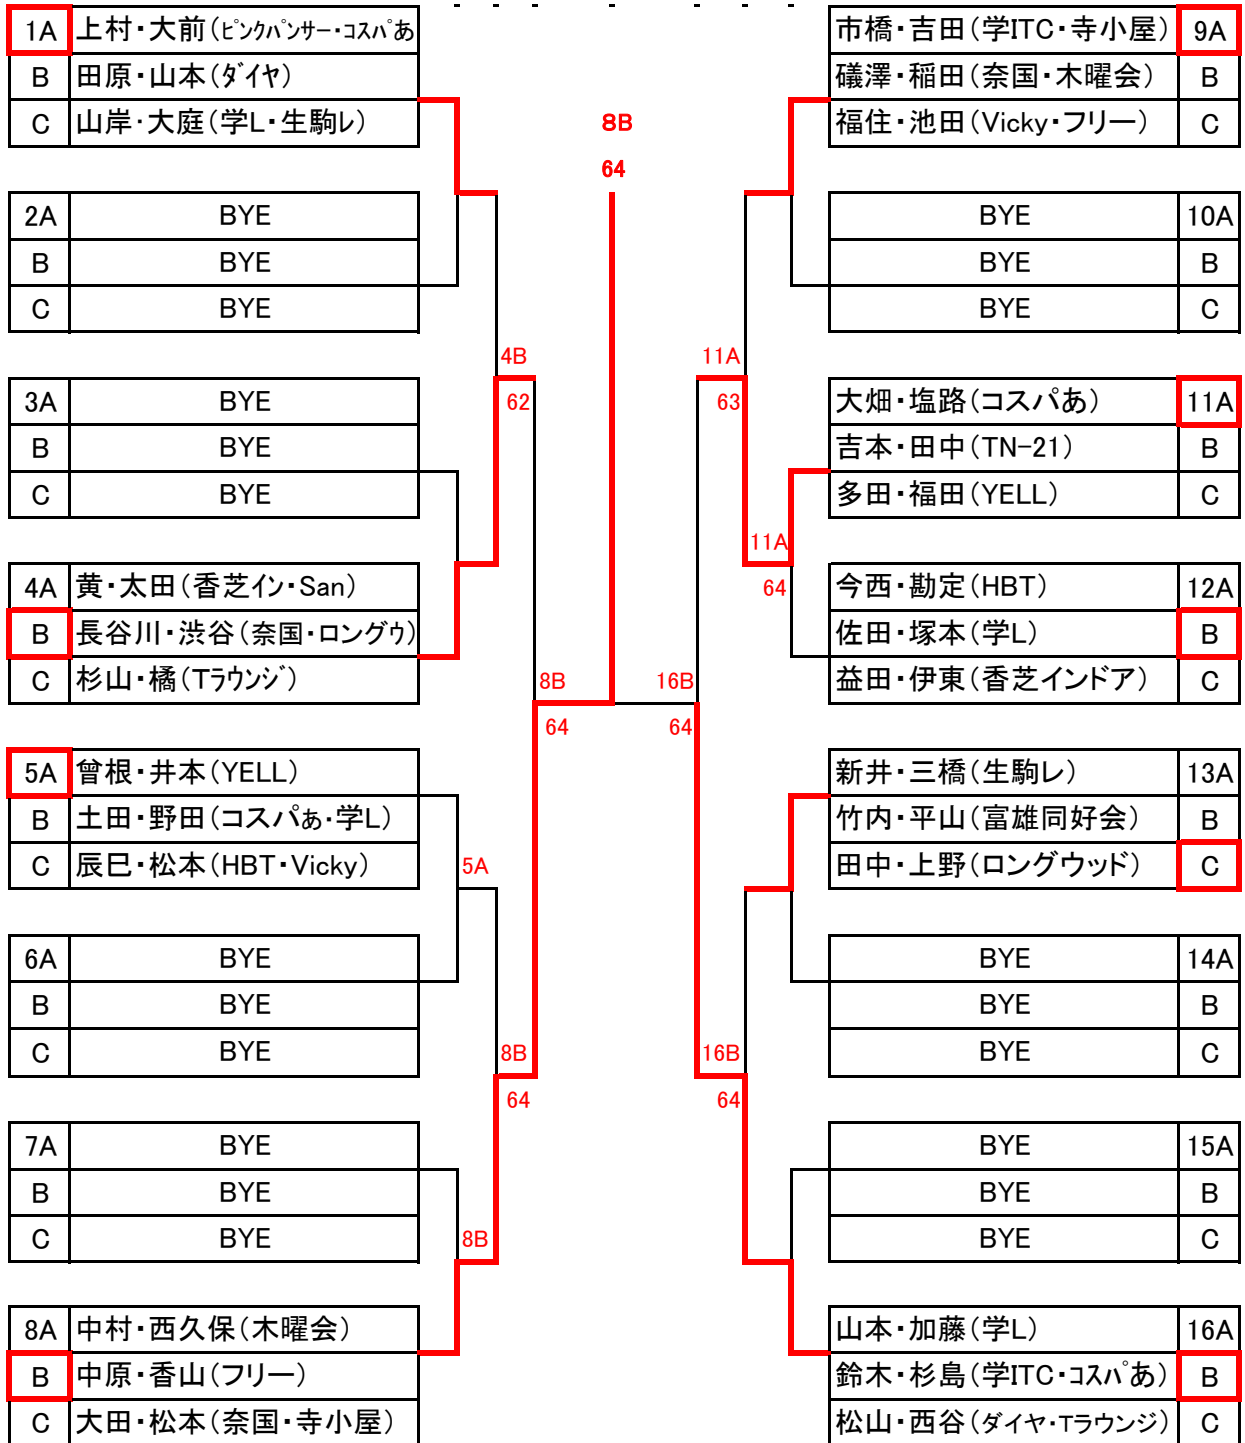 1A 上村・大前(ﾋﾟﾝｸﾊﾟﾝサー・コスパあ
B 田原・山本(ダイヤ)
C 山岸・大庭(学L・生駒レ)
2A BYE
B BYE
C BYE
3A BYE
B BYE
C BYE
4A 黄・太田(香芝イン・San)
B 長谷川・渋谷(奈国・ロングウ)
C 杉山・橘(Tラウンジ)
5A 曾根・井本(YELL)
B 土田・野田(コスパぁ・学L)
C 辰巳・松本(HBT・Vicky)
6A BYE
B BYE
C BYE
7A BYE
B BYE
C BYE
8A 中村・西久保(木曜会)
B 中原・香山(フリー)
C 大田・松本(奈国・寺小屋)
4B
62
5A
8B
8B
64
8B
64
8B
64
16B
64
11A
63
11A
64
16B
64
市橋・吉田(学ITC・寺小屋) 9A
礒澤・稲田(奈国・木曜会) B
福住・池田(Vicky・フリー) C
BYE 10A
BYE B
BYE C
大畑・塩路(コスパあ) 11A
吉本・田中(TN-21) B
多田・福田(YELL) C
今西・勘定(HBT) 12A
佐田・塚本(学L) B
益田・伊東(香芝インドア) C
新井・三橋(生駒レ) 13A
竹内・平山(富雄同好会) B
田中・上野(ロングウッド) C
BYE 14A
BYE B
BYE C
BYE 15A
BYE B
BYE C
山本・加藤(学L) 16A
鈴木・杉島(学ITC・コスパあ) B
松山・西谷(ダイヤ・Tラウンジ) C